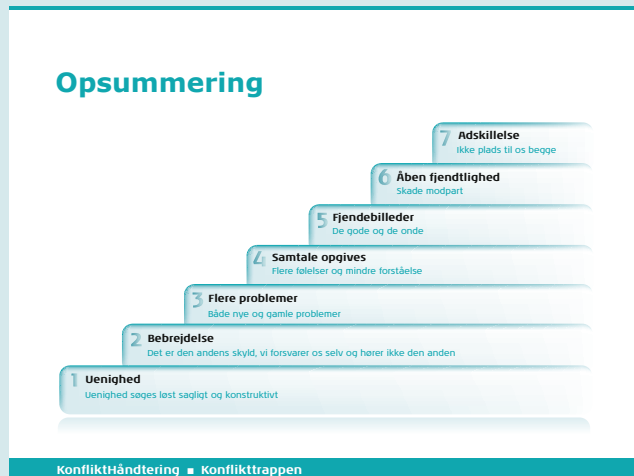 Opsummering
7 Adskillelse
Ikke plads til os begge
6 Åben fjendtlighed
Skade modpart
5 Fjendebilleder
De gode og de onde
4 Samtale opgives
Flere følelser og mindre forståelse
3 Flere problemer
Både nye og gamle problemer
2 Bebrejdelse
Det er den andens skyld, vi forsvarer os selv og hører ikke den anden
1 Uenighed
Uenighed søges løst sagligt og konstruktivt
KonfliktHåndtering ▪ Konflikttrappen